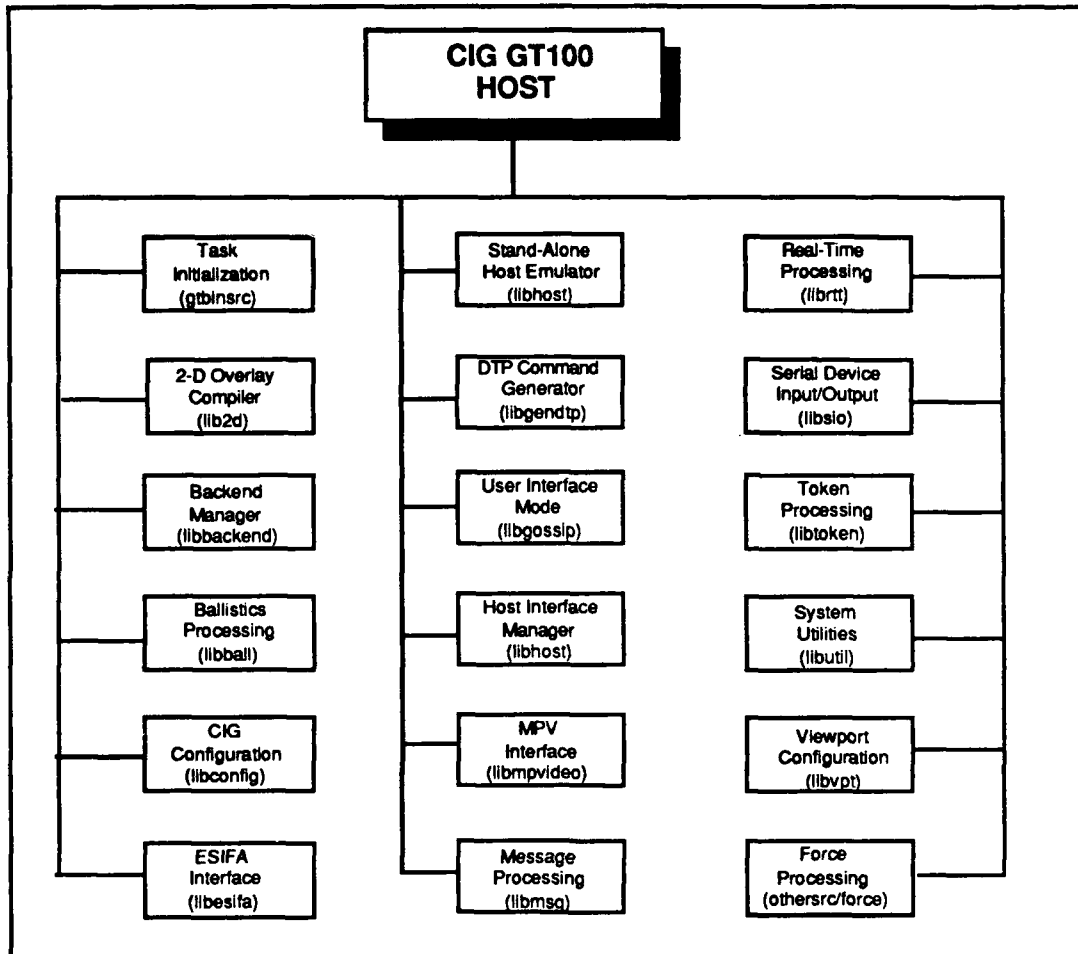 CIG GT100
HOST
Task
Initialization
(gtbinsrc)
2-D Overlay
Compiler
(lib2d)
Backend
Manager
(libbackend)
Ballistics
Processing
(libball)
CIG
Configuration
(libconfig)
ESIFA
Interface
(libesifa)
Stand-Alone
Host Emulator
(libhost)
DTP Command
Generator
(libgendtp)
User Interface
Mode
(libgossip)
Host Interface
Manager
(libhost)
MPV
Interface
(libmpvideo)
Message
Processing
(libmsg)
Real-Time
Processing
(librtt)
Serial Device
Input/Output
(libsio)
Token
Processing
(libtoken)
System
Utilities
(libutil)
Viewport
Configuration
(libvpt)
Force
Processing
(othersrc/force)